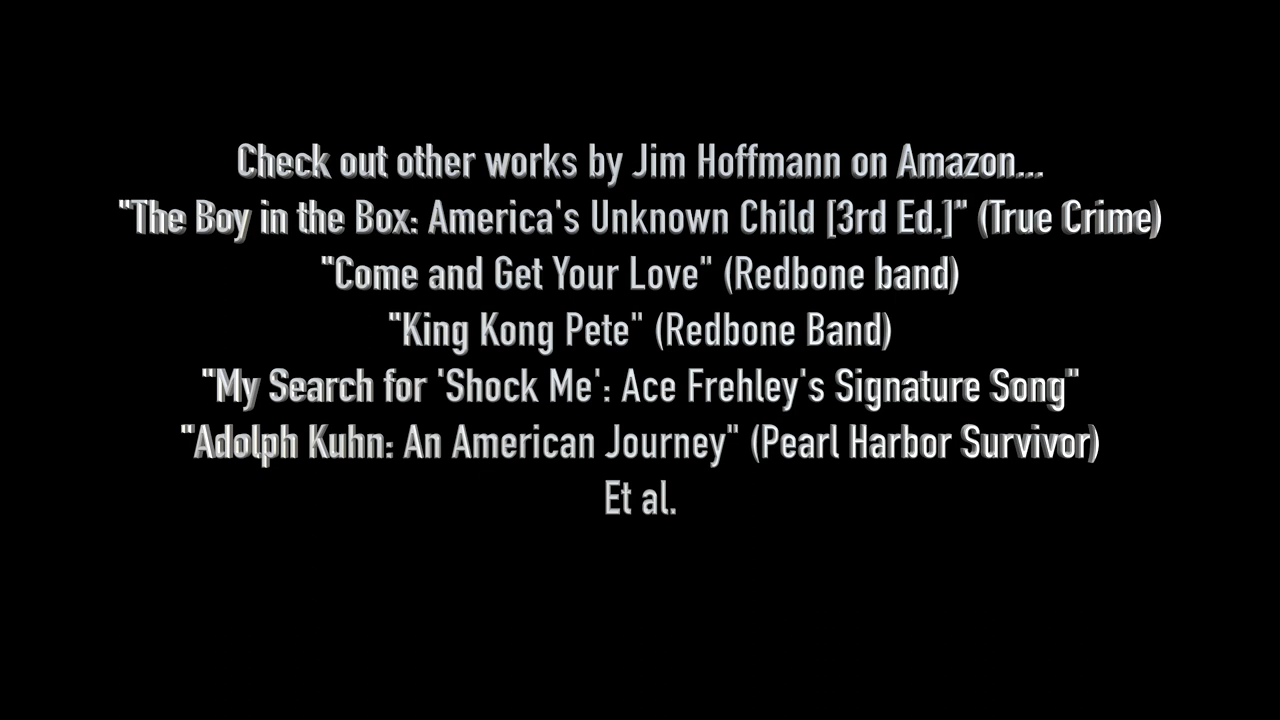 Check out other works by Jim Hoffmann on Amazon...
"The Boy in the Box: America's Unknown Child [3rd Ed.]" (True Crime)
"Come and Get Your Love" (Redbone band)
"King Kong Pete" (Redbone Band)
"My Search for 'Shock Me': Ace Frehley's Signature Song"
"Adolph Kuhn: An American Journey" (Pearl Harbor Survivor)
Et al.